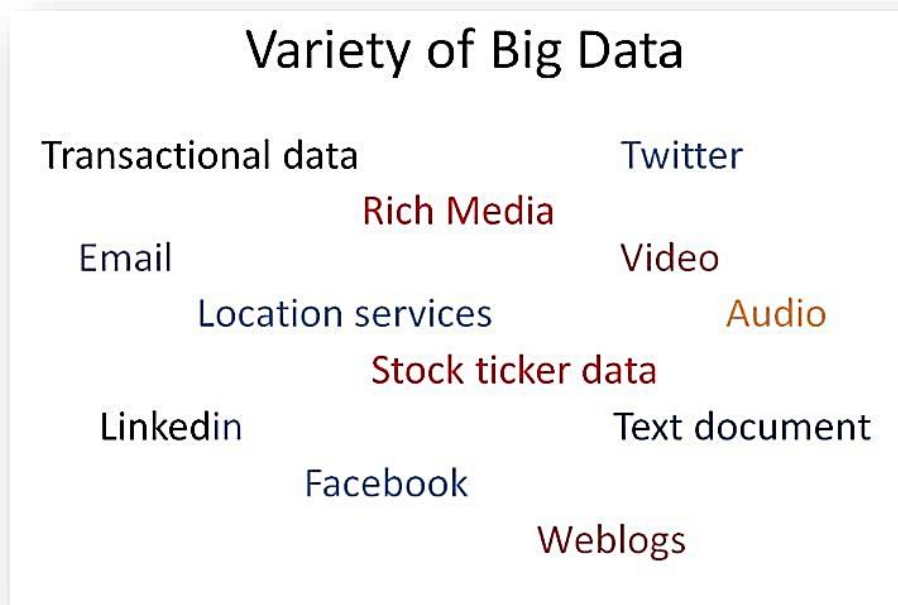 Variety of Big Data
Transactional data
Twitter
Rich Media
Email
Video
Location services
Audio
Stock ticker data
Linkedin
Text document
Facebook
Weblogs